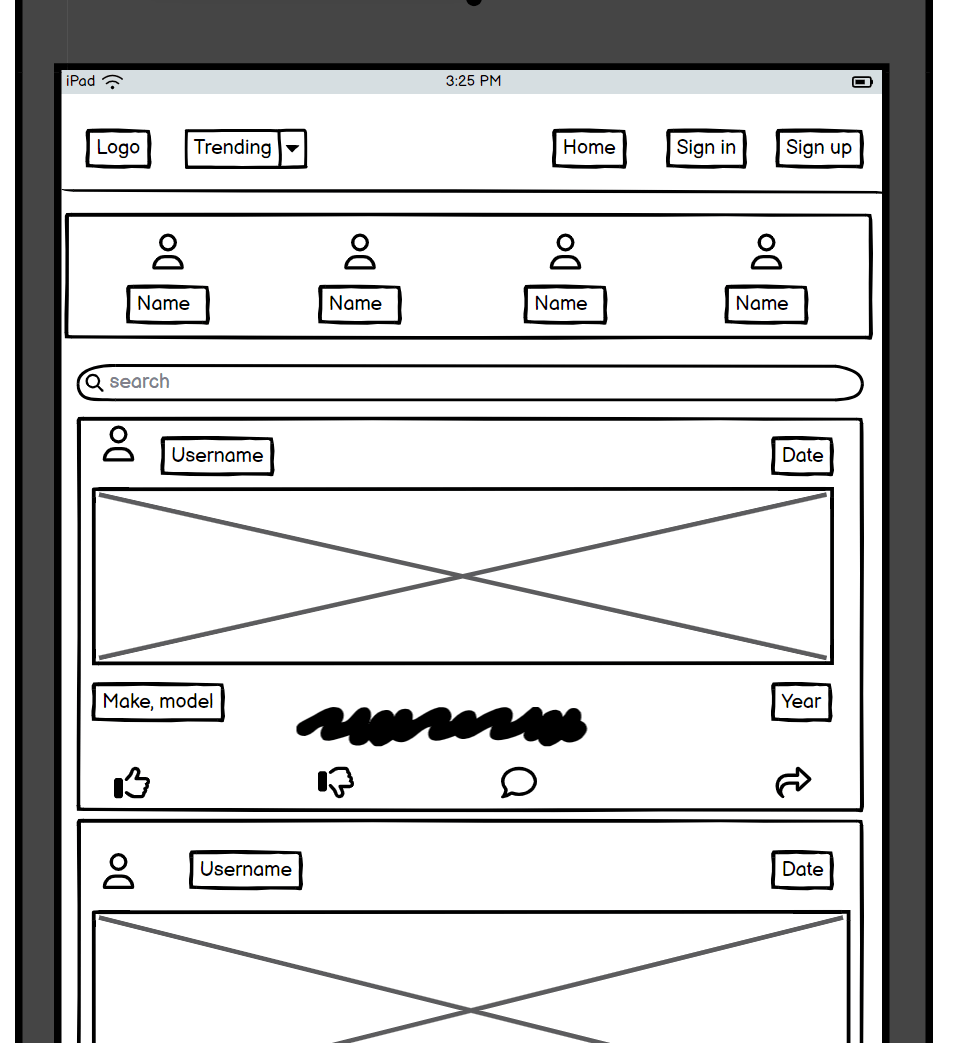 iPad 3:25 PM
Logo Trending Home Sign in Sign up
Name Name Name Name
search
Username Date
Make, model Year
Username Date